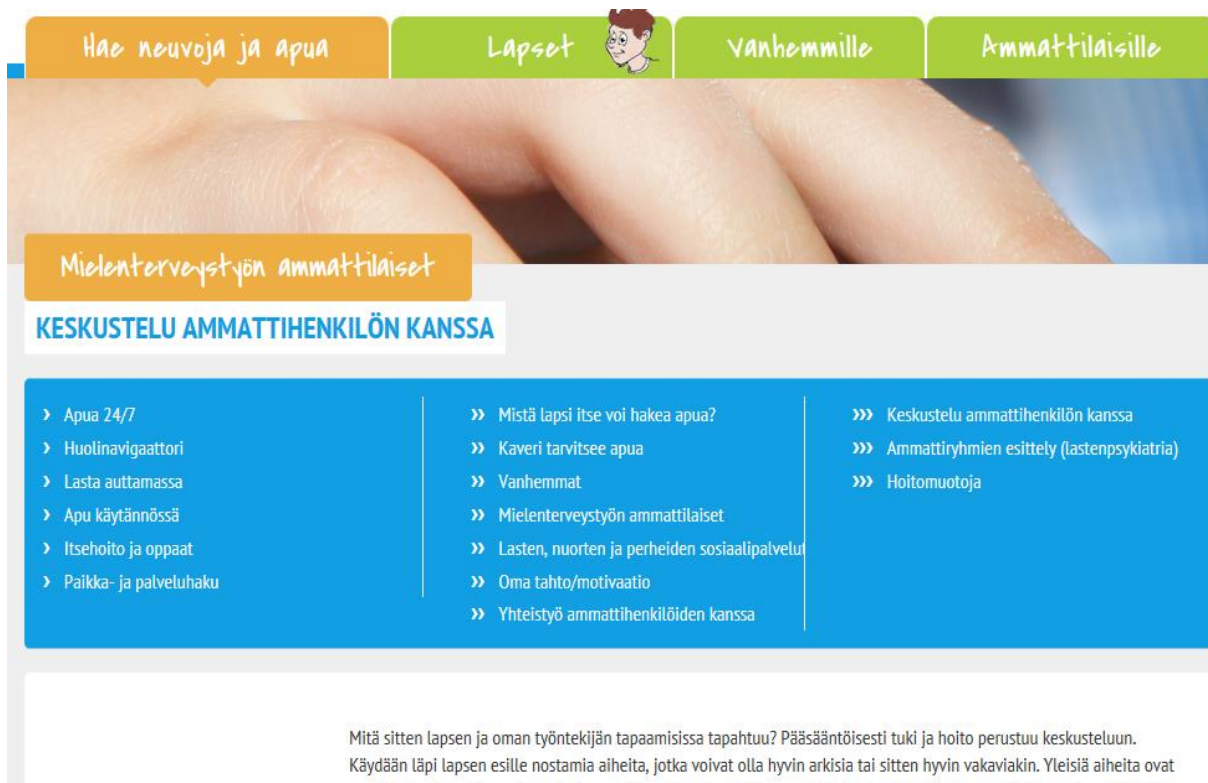 Hae neuvoja ja apua
Lapset
Vanhemmille
Ammattilaisille
Mielenterveystyön ammattilaiset
KESKUSTELU AMMATTIHENKILÖN KANSSA
› Apua 24/7
› Huolinavigaattori
› Lasta auttamassa
› Apu käytännössä
› Itsehoito ja oppaat
› Paikka- ja palveluhaku
›› Mistä lapsi itse voi hakea apua?
›› Kaveri tarvitsee apua
›› Vanhemmat
›› Mielenterveystyön ammattilaiset
›› Lasten, nuorten ja perheiden sosiaalipalvelut
›› Oma tahto/motivaatio
›› Yhteistyö ammattihenkilöiden kanssa
››› Keskustelu ammattihenkilön kanssa
››› Ammattiryhmien esittely (lastenpsykiatria)
››› Hoitomuotoja
Mitä sitten lapsen ja oman työntekijän tapaamisissa tapahtuu? Pääsääntöisesti tuki ja hoito perustuu keskusteluun.
Käydään läpi lapsen esille nostamia aiheita, jotka voivat olla hyvin arkisia tai sitten hyvin vakaviakin. Yleisiä aiheita ovat